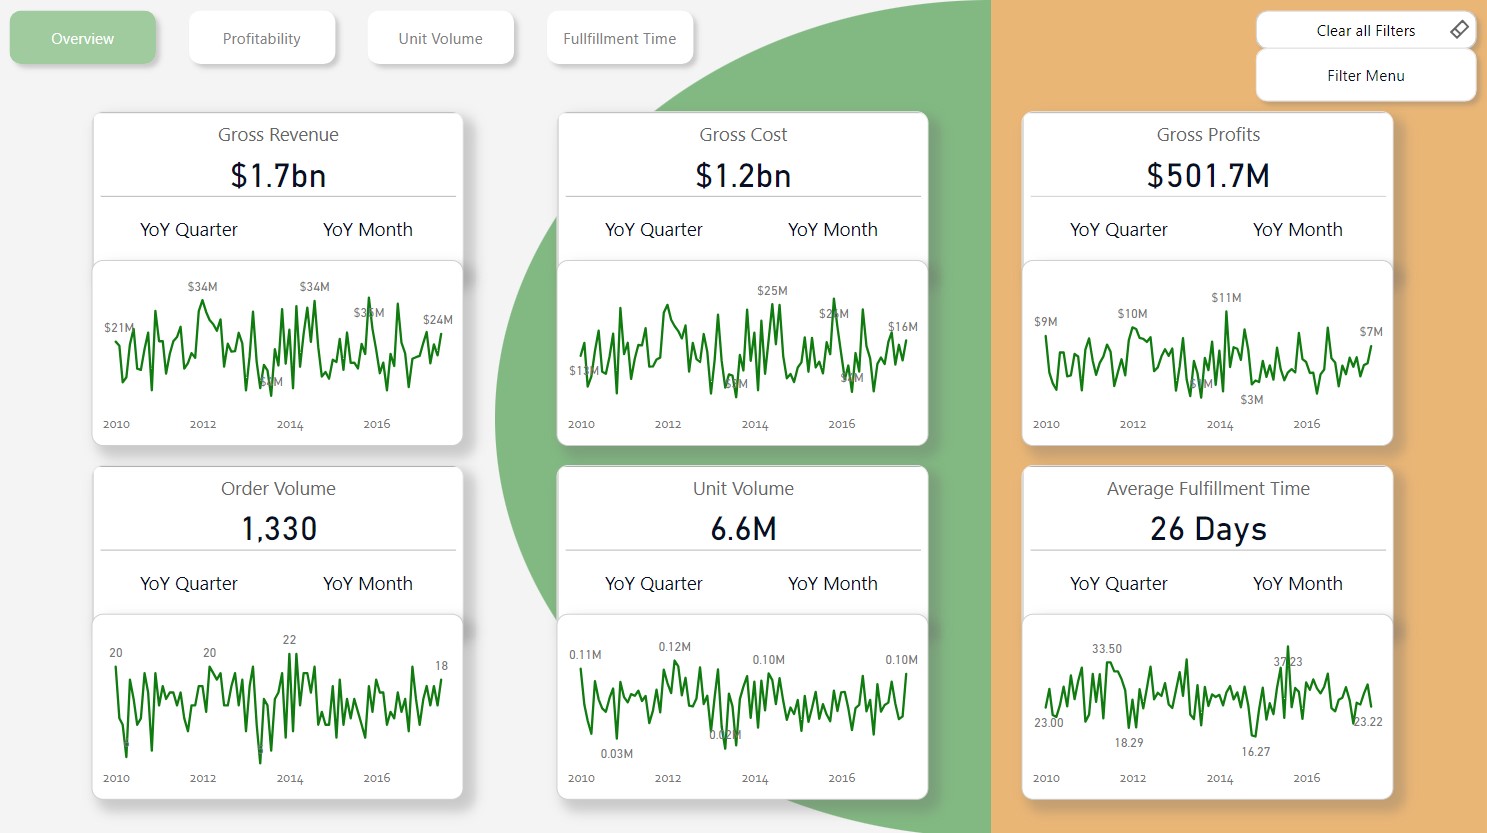 Overview
Profitability
Unit Volume
Fullfillment Time
Clear all Filters
Filter Menu
Gross Revenue
$1.7bn
YoY Quarter YoY Month
$34M $34M
$35M
$24M
$21M
2010 2012 2014 2016
Gross Cost
$1.2bn
YoY Quarter YoY Month
$25M
$26M
$16M
$13M
2010 2012 2014 2016
Gross Profits
$501.7M
YoY Quarter YoY Month
$11M
$10M
$9M
$7M
$3M
2010 2012 2014 2016
Order Volume
1,330
YoY Quarter YoY Month
22
20 20
18
2010 2012 2014 2016
Unit Volume
6.6M
YoY Quarter YoY Month
0.12M
0.11M
0.10M 0.10M
0.02M
0.03M
2010 2012 2014 2016
Average Fulfillment Time
26 Days
YoY Quarter YoY Month
33.50
37.23
23.00 23.22
18.29
16.27
2010 2012 2014 2016